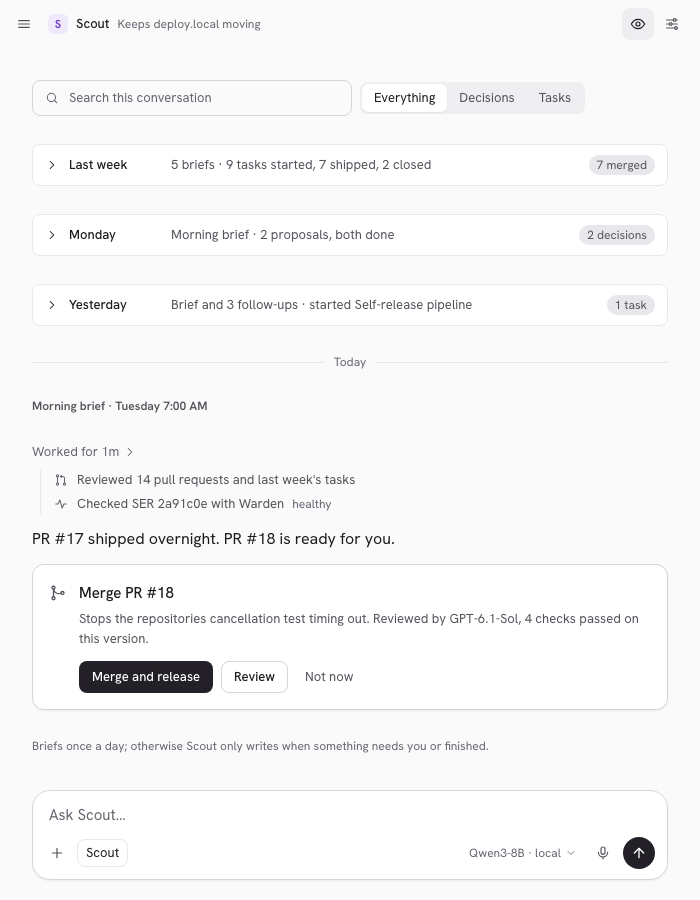 S Scout Keeps deploy.local moving
Search this conversation
Everything Decisions Tasks
Last week 5 briefs · 9 tasks started, 7 shipped, 2 closed 7 merged
Monday Morning brief · 2 proposals, both done 2 decisions
Yesterday Brief and 3 follow-ups · started Self-release pipeline 1 task
Today
Morning brief · Tuesday 7:00 AM
Worked for 1m
Reviewed 14 pull requests and last week's tasks
Checked SER 2a91c0e with Warden healthy
PR #17 shipped overnight. PR #18 is ready for you.
Merge PR #18
Stops the repositories cancellation test timing out. Reviewed by GPT-6.1-Sol, 4 checks passed on
this version.
Merge and release Review Not now
Briefs once a day; otherwise Scout only writes when something needs you or finished.
Ask Scout…
Scout Qwen3-8B · local